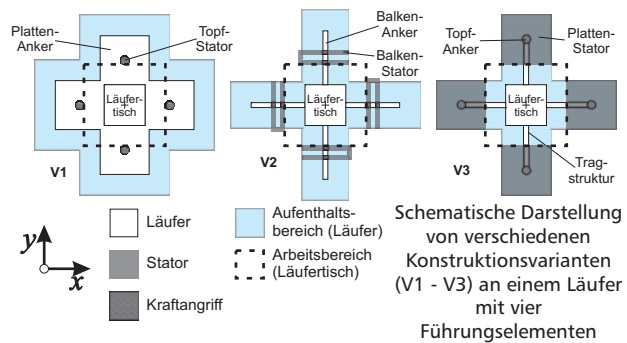 Platten-
Anker
Topf-
Stator
Läufer-
tisch
V1
Balken-
Anker
Balken-
Stator
Läufer-
tisch
V2
Topf-
Anker
Platten-
Stator
Läufer-
tisch
V3
Trag-
struktur
y
x
Läufer
Stator
Kraftangriff
Aufenthalts-
bereich (Läufer)
Arbeitsbereich
(Läufertisch)
Schematische Darstellung
von verschiedenen
Konstruktionsvarianten
(V1 - V3) an einem Läufer
mit vier
Führungselementen